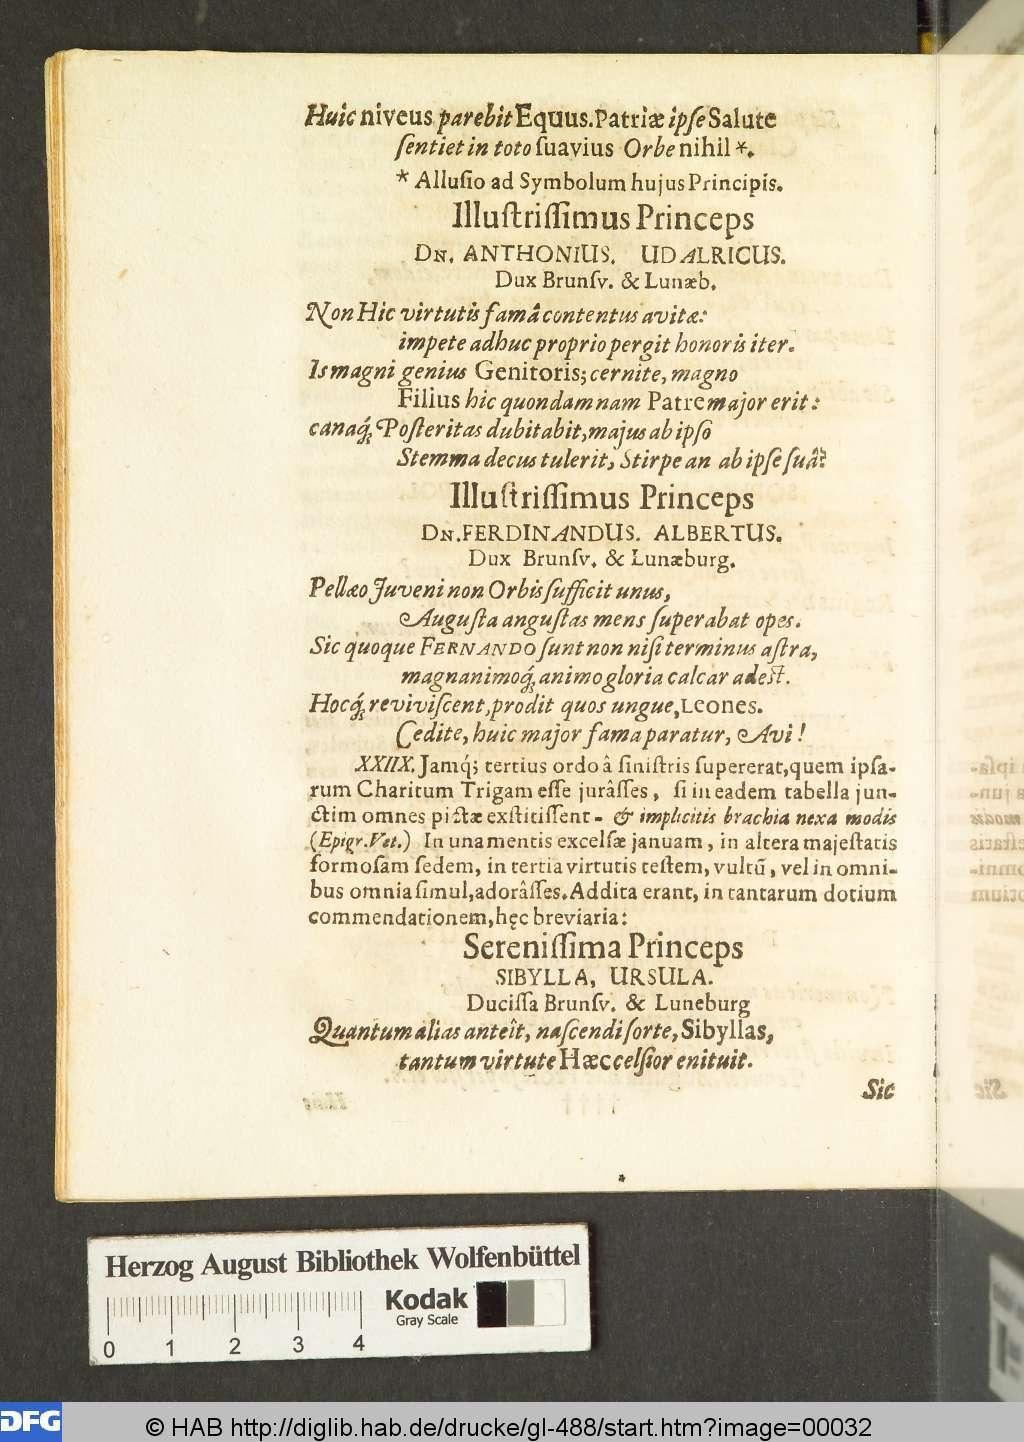 Huic niveus parebit Equus. Patriæ ipſe Salute
ſentiet in toto ſuavius Orbe nihil *.
* Alluſio ad Symbolum hujus Principis.
Illuſtriſſimus Princeps
DN. ANTHONIUS. UDALRICUS.
Dux Brunſv. & Lunæb.
Non Hic virtutis famâ contentus avitæ:
impete adhuc proprio pergit honoris iter.
Is magni genius Genitoris; cernite, magno
Filius hic quondam nam Patre major erit:
canaq́; Poſteritas dubitabit, majus ab ipſo
Stemma decus tulerit, Stirpe an ab ipſe ſuâ?
Illuſtriſſimus Princeps
DN. FERDINANDUS. ALBERTUS.
Dux Brunſv. & Lunæburg.
Pellæo Juveni non Orbis ſufficit unus,
Auguſta anguſtas mens ſuperabat opes.
Sic quoque FERNANDO ſunt non niſi terminus aſtra,
magnanimoq́; animo gloria calcar adeſt.
Hocq́; reviviſcent, prodit quos ungue, Leones.
Cedite, huic major fama paratur, Avi!
XXIIX. Jamq́; tertius ordo â ſiniſtris ſupererat, quem ipſa-
rum Charitum Trigam eſſe jurâſſes, ſi in eadem tabella jun-
ctim omnes pictæ exſtitiſſent - & implicitis brachia nexa modis
(Epigr. Vet.) In una mentis excelſæ januam, in altera majeſtatis
formoſam ſedem, in tertia virtutis teſtem, vultū, vel in omni-
bus omnia ſimul, adorâſſes. Addita erant, in tantarum dotium
commendationem, hęc breviaria:
Sereniſſima Princeps
SIBYLLA, URSULA.
Duciſſa Brunſv. & Luneburg
Quantum alias anteît, naſcendi ſorte, Sibyllas,
tantum virtute Hæc celſior enituit.
Sic
Herzog August Bibliothek Wolfenbüttel
Kodak
Gray Scale
0 1 2 3 4
DFG
© HAB http://diglib.hab.de/drucke/gl-488/start.htm?image=00032